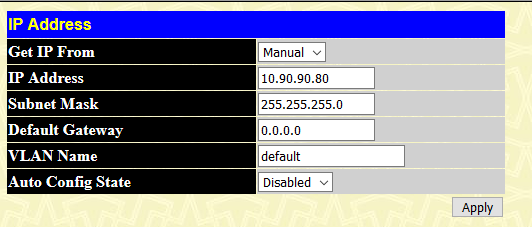 IP Address
Get IP From Manual
IP Address 10.90.90.80
Subnet Mask 255.255.255.0
Default Gateway 0.0.0.0
VLAN Name default
Auto Config State Disabled
Apply